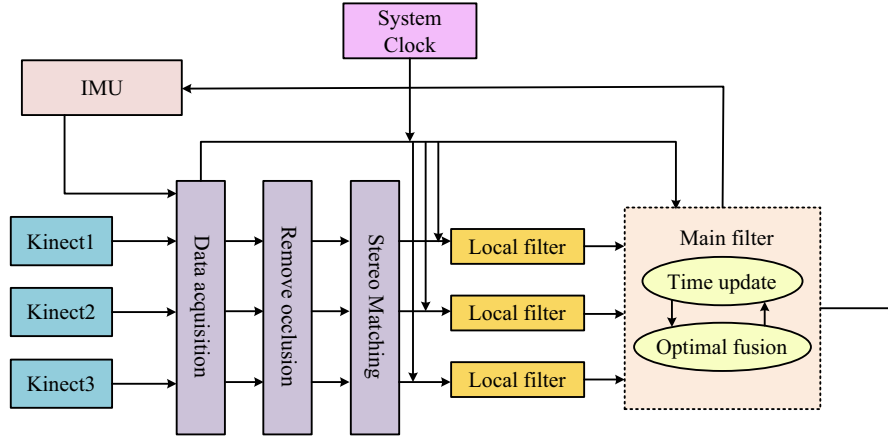 System
Clock
IMU
Kinect1
Kinect2
Kinect3
Data acquisition
Remove occlusion
Stereo Matching
Local filter
Local filter
Local filter
Main filter
Time update
Optimal fusion